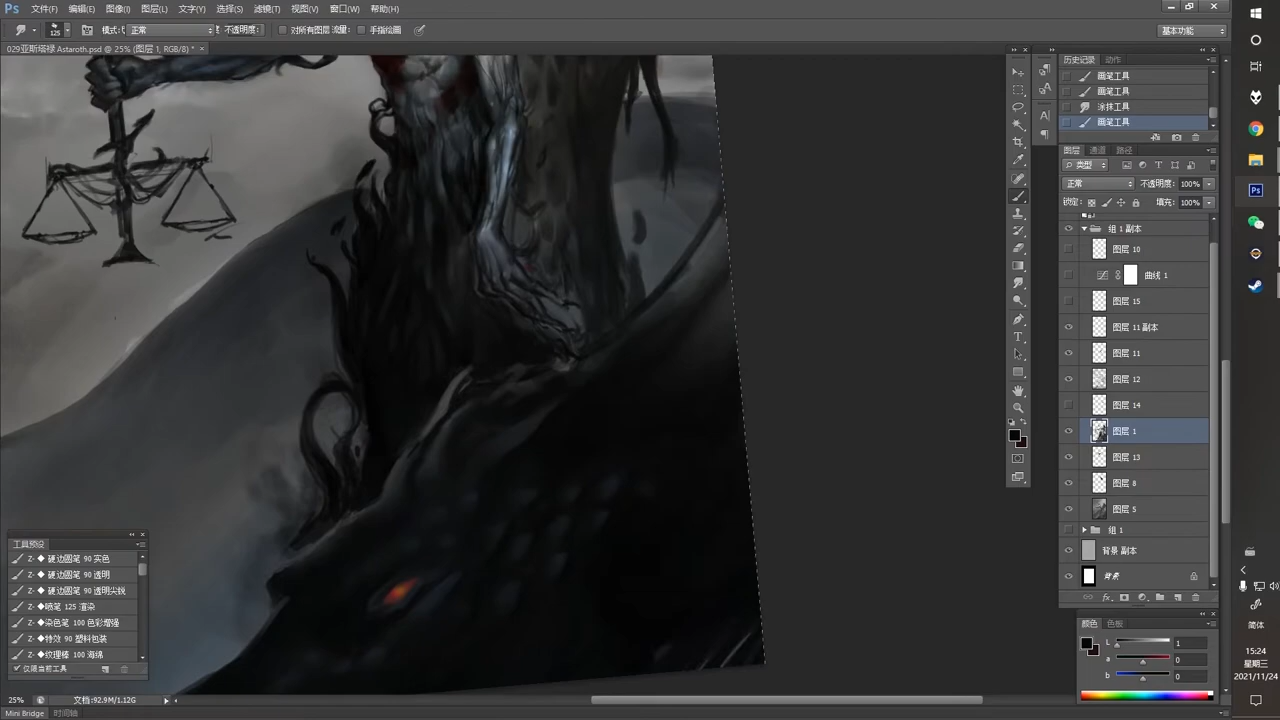 Ps 文件(F) 编辑(E) 图像(I) 图层(L) 文字(Y) 选择(S) 滤镜(T) 视图(V) 窗口(W) 帮助(H)
125 模式: 正常 不透明度: 对所有图层 流量: 手指绘画 基本功能
029亚斯塔禄 Astaroth.psd @ 25% (图层 1, RGB/8) * ×
历史记录 动作
画笔工具
画笔工具
涂抹工具
画笔工具
图层 通道 路径
类型
正常 不透明度: 100%
锁定: 填充: 100%
组 1 副本
图层 10
曲线 1
图层 15
图层 11 副本
图层 11
图层 12
图层 14
图层 1
图层 13
图层 8
图层 5
组 1
背景 副本
背景
颜色 色板
L 1
a 0
b 0
工具预设
Z- ◆ 硬边圆笔 90 实色
Z- ◆ 硬边圆笔 90 透明
Z- ◆ 硬边圆笔 90 透明尖锐
Z- ◆喷笔 125 渲染
◆染色笔 100 色彩增强
◆特效 90 塑料包装
◆纹理棒 100 海绵
仅限当前工具
25% 文档:92.9M/1.12G
Mini Bridge 时间轴
Ps
简体
15:24
星期三
2021/11/24